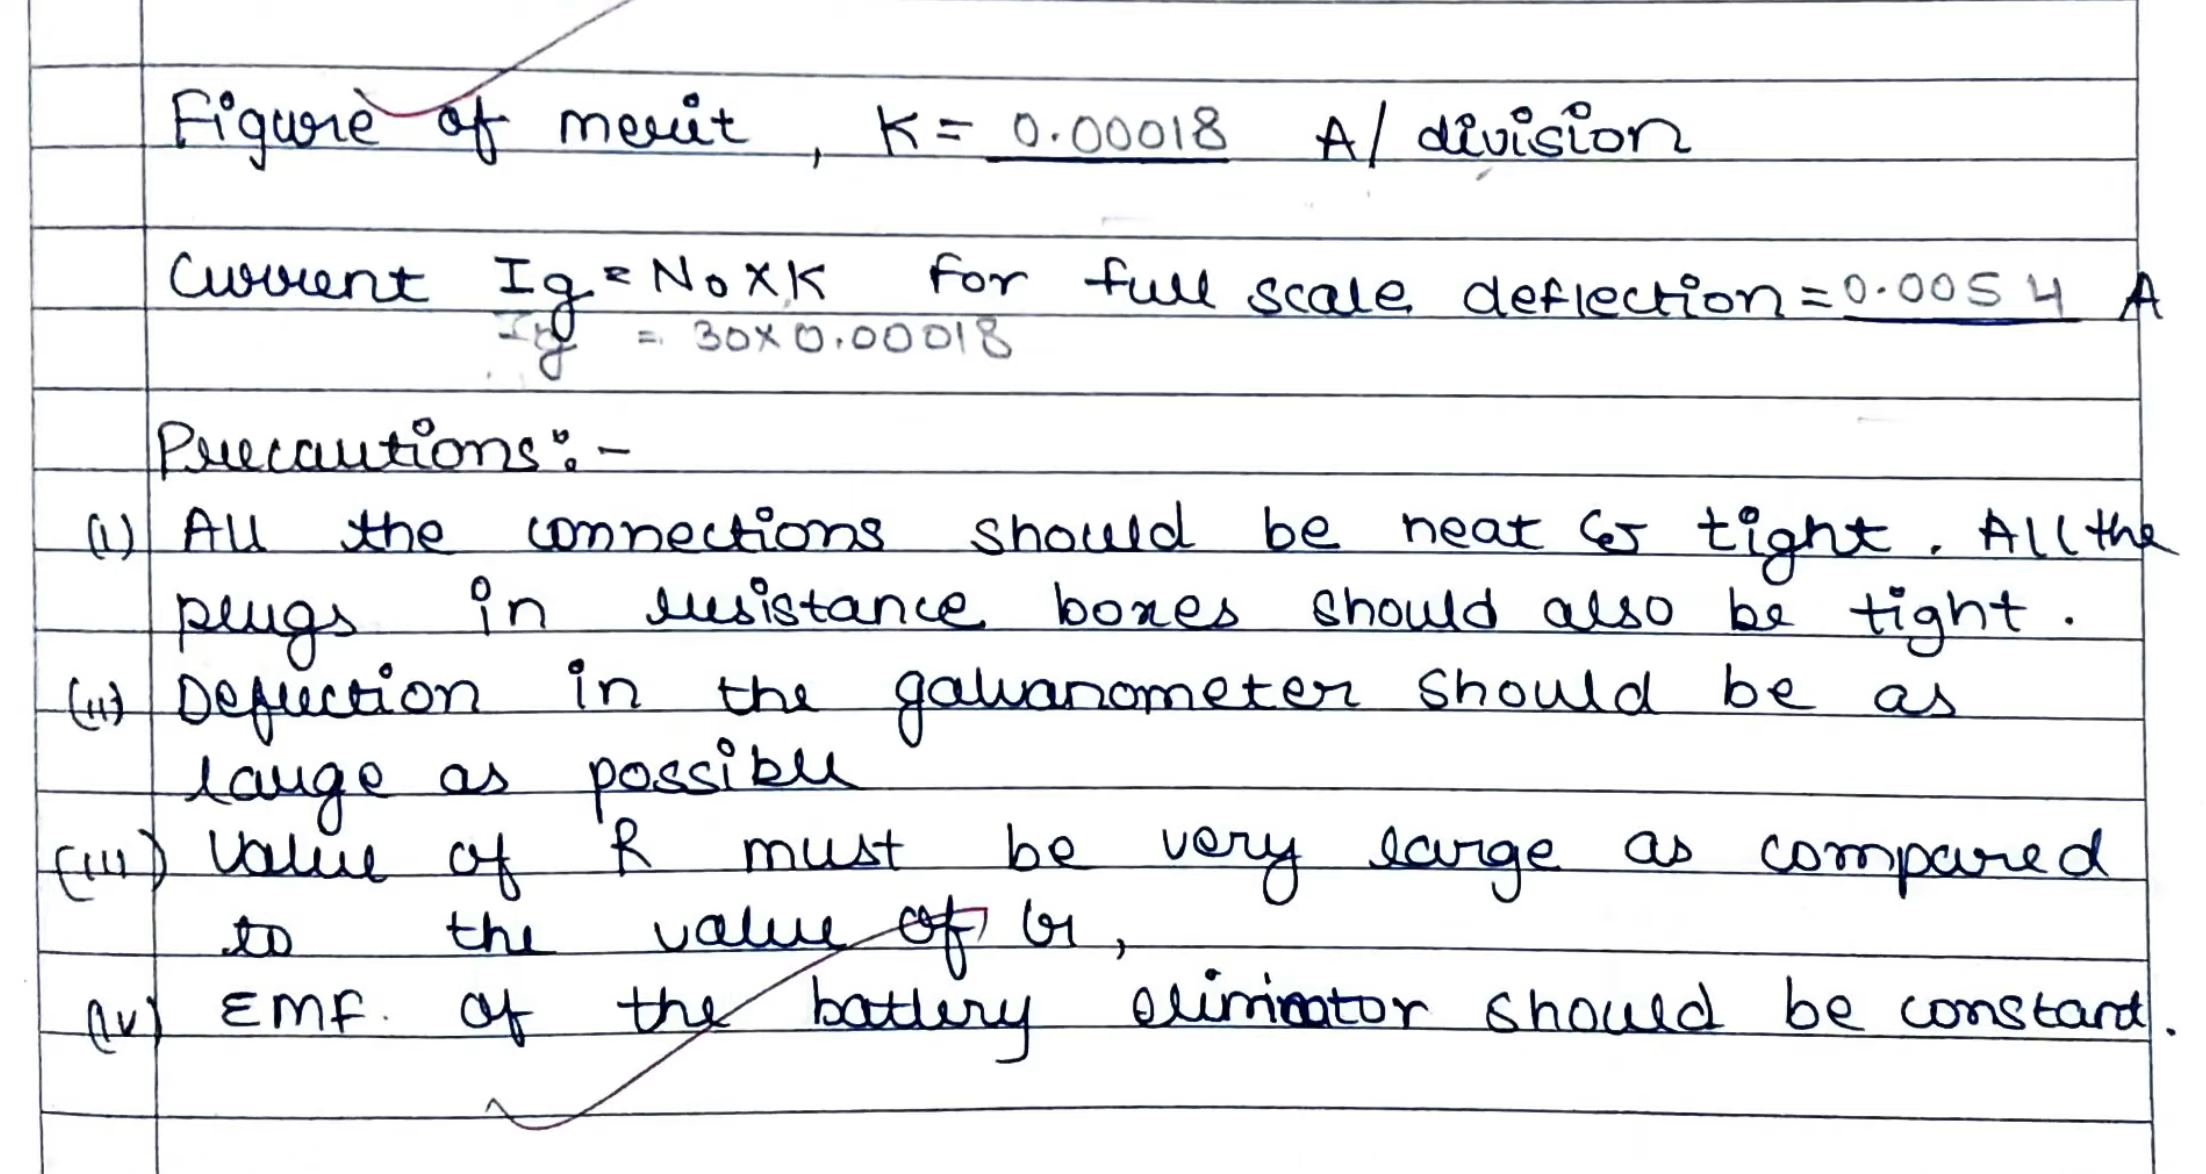 Figure of merit, K = 0.00018 A/ division
Current Ig = No x K For full scale deflection = 0.0054 A
Ig = 30 x 0.00018
Precautions:-
(i) All the connections should be neat & tight. All the
plugs in resistance boxes should also be tight.
(ii) Deflection in the galvanometer should be as
large as possible
(iii) Value of R must be very large as compared
to the value of G,
(iv) EMF. of the battery eliminator should be constant.